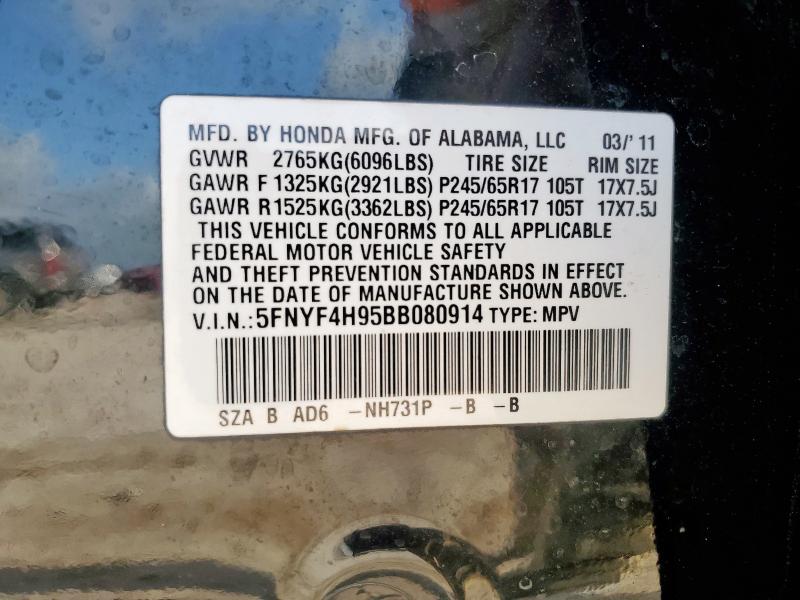 MFD. BY HONDA MFG. OF ALABAMA, LLC 03/'11
GVWR 2765KG(6096LBS) TIRE SIZE RIM SIZE
GAWR F 1325KG(2921LBS) P245/65R17 105T 17X7.5J
GAWR R 1525KG(3362LBS) P245/65R17 105T 17X7.5J
THIS VEHICLE CONFORMS TO ALL APPLICABLE
FEDERAL MOTOR VEHICLE SAFETY
AND THEFT PREVENTION STANDARDS IN EFFECT
ON THE DATE OF MANUFACTURE SHOWN ABOVE.
V.I.N.:5FNYF4H95BB080914 TYPE: MPV
SZA B AD6 -NH731P -B -B